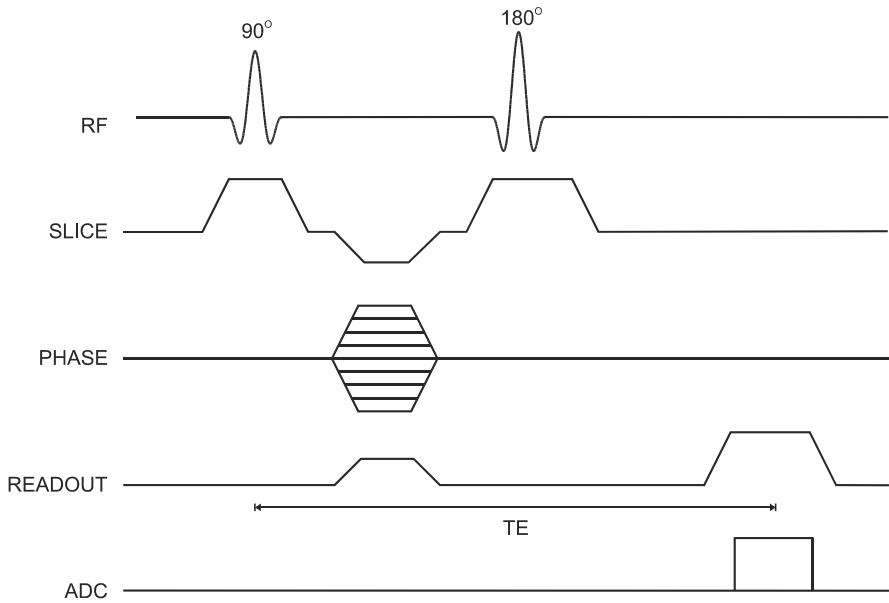 90°
180°
RF
SLICE
PHASE
READOUT
TE
ADC